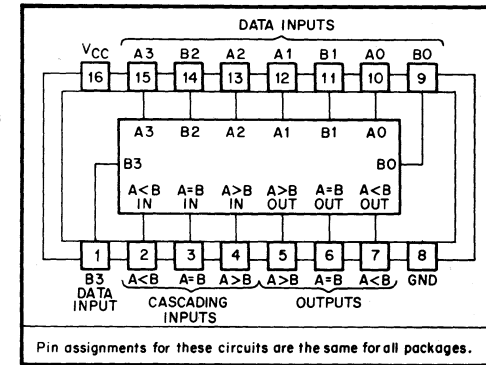 DATA INPUTS
VCC A3 B2 A2 A1 B1 A0 B0
16 15 14 13 12 11 10 9
A3 B2 A2 A1 B1 A0
B3 B0
A<B A=B A>B A>B A=B A<B
IN IN IN OUT OUT OUT
1 2 3 4 5 6 7 8
B3 A<B A=B A>B A>B A=B A<B GND
DATA
INPUT
CASCADING OUTPUTS
INPUTS
Pin assignments for these circuits are the same for all packages.